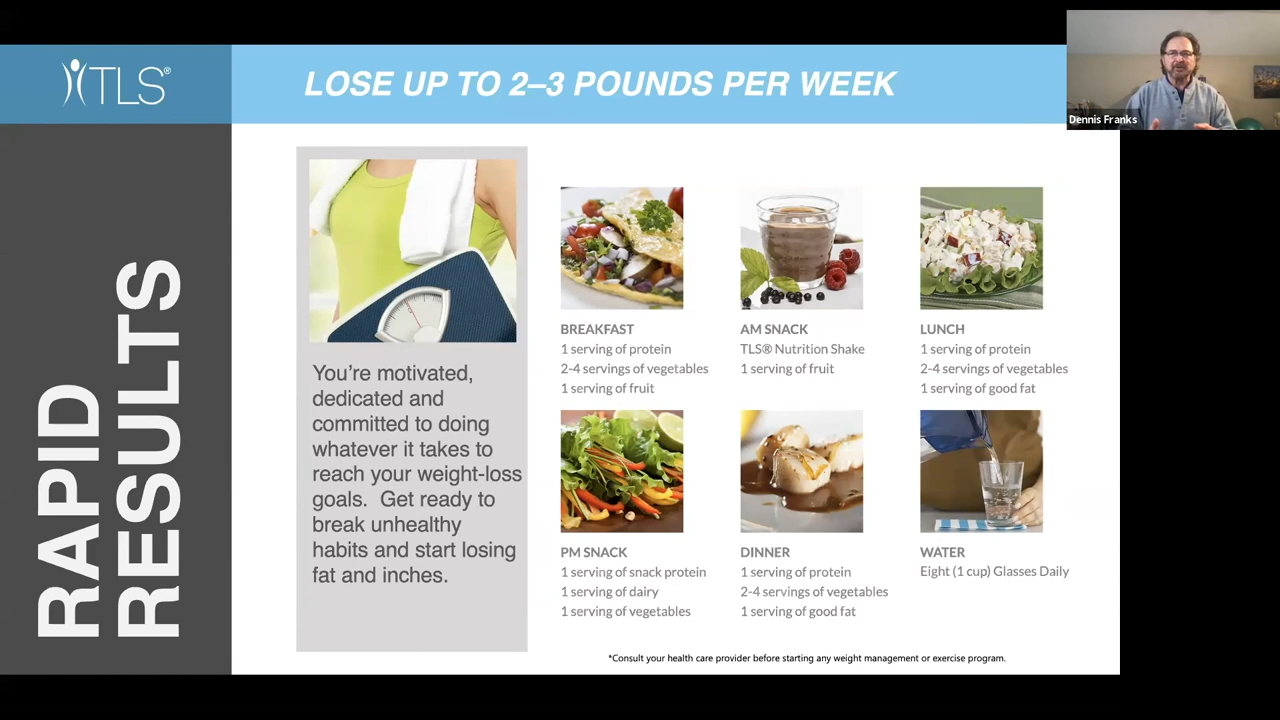 TLS®
LOSE UP TO 2–3 POUNDS PER WEEK
Dennis Franks
RAPID
RESULTS
You’re motivated,
dedicated and
committed to doing
whatever it takes to
reach your weight-loss
goals.  Get ready to
break unhealthy
habits and start losing
fat and inches.
BREAKFAST
1 serving of protein
2-4 servings of vegetables
1 serving of fruit
AM SNACK
TLS® Nutrition Shake
1 serving of fruit
LUNCH
1 serving of protein
2-4 servings of vegetables
1 serving of good fat
PM SNACK
1 serving of snack protein
1 serving of dairy
1 serving of vegetables
DINNER
1 serving of protein
2-4 servings of vegetables
1 serving of good fat
WATER
Eight (1 cup) Glasses Daily
*Consult your health care provider before starting any weight management or exercise program.